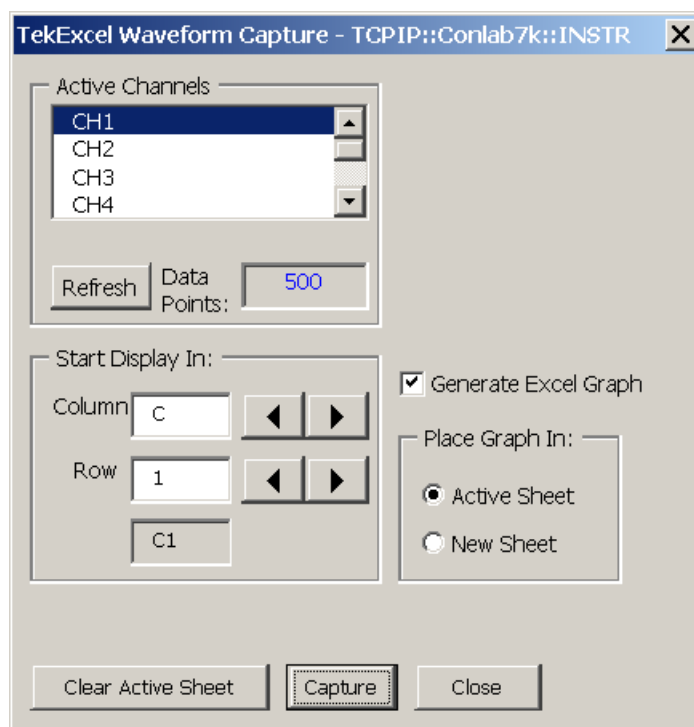 TekExcel Waveform Capture - TCPIP::Conlab7k::INSTR
Active Channels
CH1
CH2
CH3
CH4
Refresh
Data
Points:
500
Start Display In:
Column
C
Row
1
C1
Generate Excel Graph
Place Graph In:
Active Sheet
New Sheet
Clear Active Sheet
Capture
Close